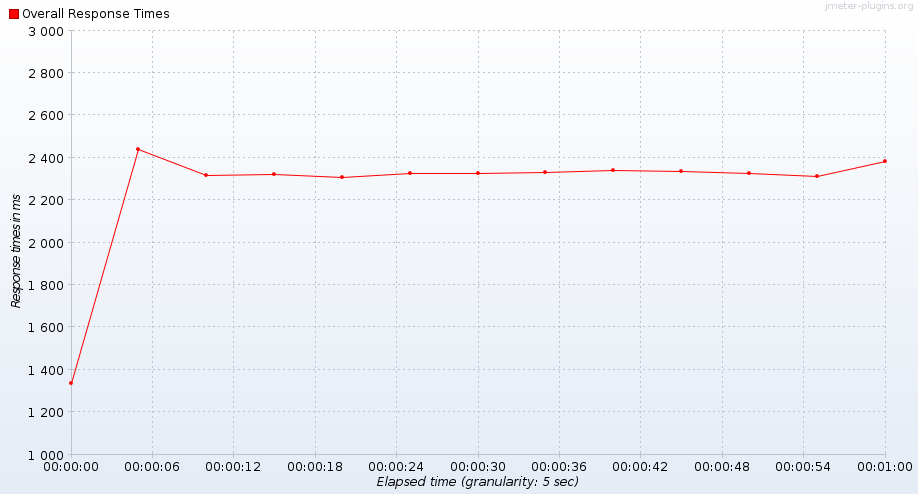 jmeter-plugins.org
Overall Response Times
3 000
2 800
2 600
2 400
2 200
2 000
1 800
1 600
1 400
1 200
1 000
Response times in ms
00:00:00 00:00:06 00:00:12 00:00:18 00:00:24 00:00:30 00:00:36 00:00:42 00:00:48 00:00:54 00:01:00
Elapsed time (granularity: 5 sec)